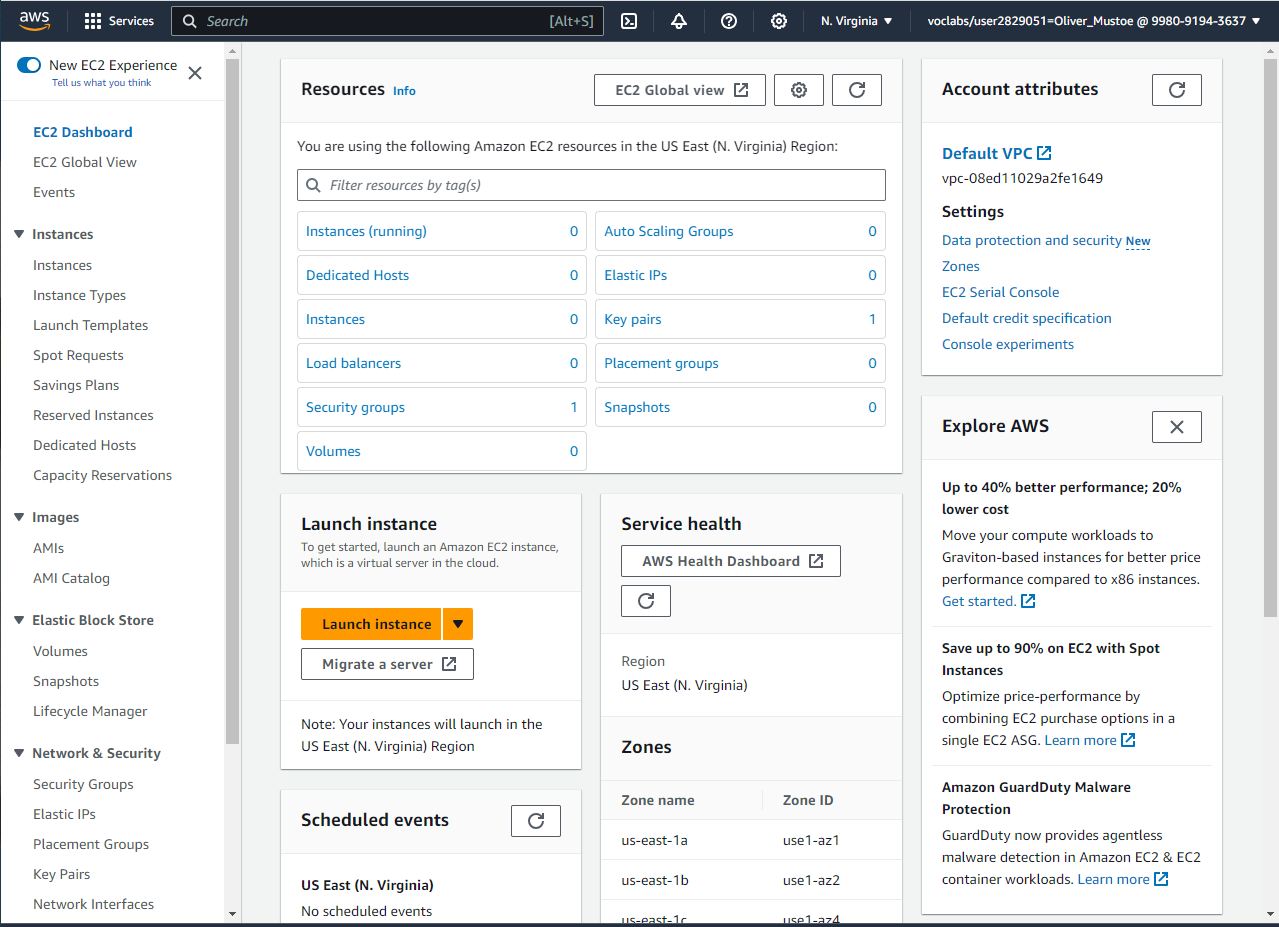 aws
Services
Search [Alt+S]
N. Virginia
voclabs/user2829051=Oliver_Mustoe @ 9980-9194-3637
New EC2 Experience
Tell us what you think
EC2 Dashboard
EC2 Global View
Events
Instances
Instances
Instance Types
Launch Templates
Spot Requests
Savings Plans
Reserved Instances
Dedicated Hosts
Capacity Reservations
Images
AMIs
AMI Catalog
Elastic Block Store
Volumes
Snapshots
Lifecycle Manager
Network & Security
Security Groups
Elastic IPs
Placement Groups
Key Pairs
Network Interfaces
Resources Info
EC2 Global view
You are using the following Amazon EC2 resources in the US East (N. Virginia) Region:
Filter resources by tag(s)
Instances (running) 0
Auto Scaling Groups 0
Dedicated Hosts 0
Elastic IPs 0
Instances 0
Key pairs 1
Load balancers 0
Placement groups 0
Security groups 1
Snapshots 0
Volumes 0
Launch instance
To get started, launch an Amazon EC2 instance,
which is a virtual server in the cloud.
Launch instance
Migrate a server
Note: Your instances will launch in the
US East (N. Virginia) Region
Scheduled events
US East (N. Virginia)
No scheduled events
Service health
AWS Health Dashboard
Region
US East (N. Virginia)
Zones
Zone name Zone ID
us-east-1a use1-az1
us-east-1b use1-az2
us-east-1c use1-az4
Account attributes
Default VPC
vpc-08ed11029a2fe1649
Settings
Data protection and security New
Zones
EC2 Serial Console
Default credit specification
Console experiments
Explore AWS
Up to 40% better performance; 20%
lower cost
Move your compute workloads to
Graviton-based instances for better price
performance compared to x86 instances.
Get started.
Save up to 90% on EC2 with Spot
Instances
Optimize price-performance by
combining EC2 purchase options in a
single EC2 ASG. Learn more
Amazon GuardDuty Malware
Protection
GuardDuty now provides agentless
malware detection in Amazon EC2 & EC2
container workloads. Learn more